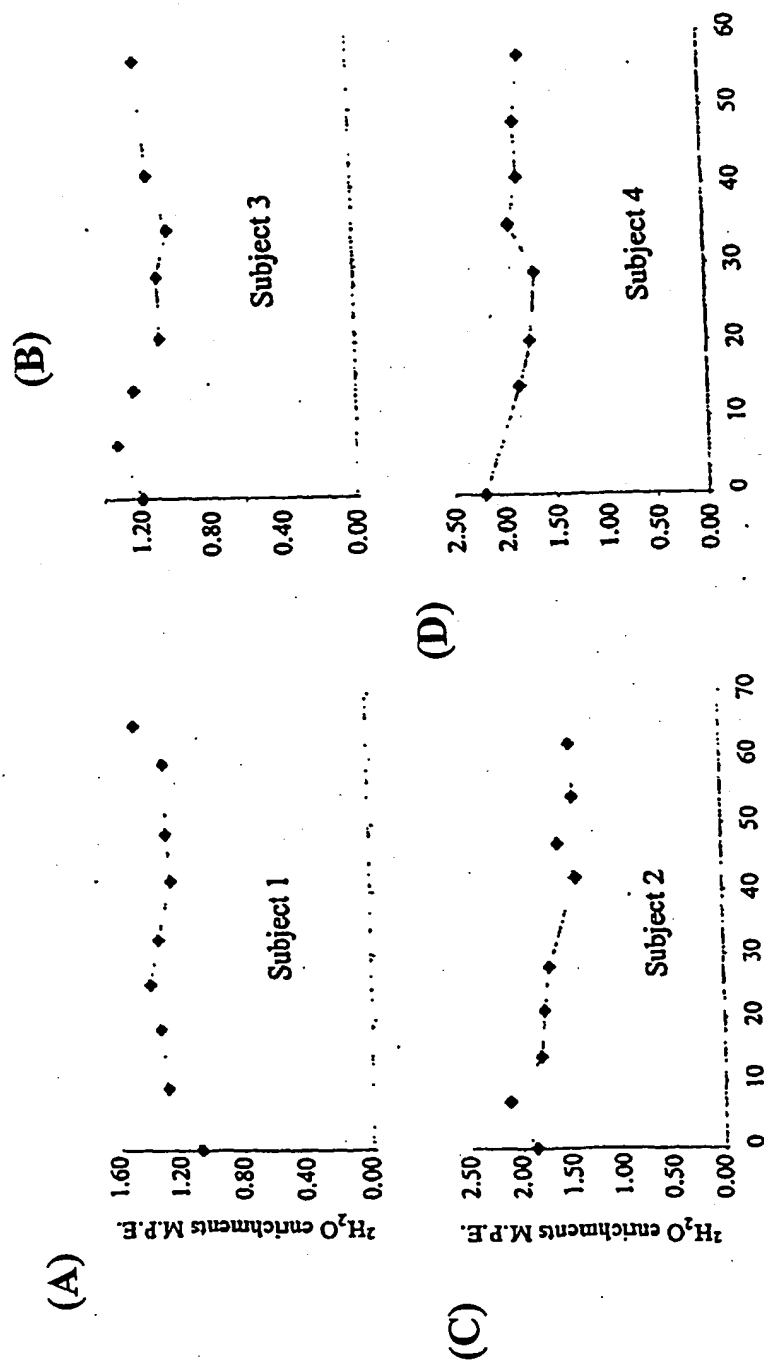 (A)
²H₂O enrichments M.P.E.
1.60
1.20
0.80
0.40
0.00
Subject 1
(B)
1.20
0.80
0.40
0.00
Subject 3
(C)
²H₂O enrichments M.P.E.
2.50
2.00
1.50
1.00
0.50
0.00
Subject 2
0 10 20 30 40 50 60 70
(D)
2.50
2.00
1.50
1.00
0.50
0.00
Subject 4
0 10 20 30 40 50 60